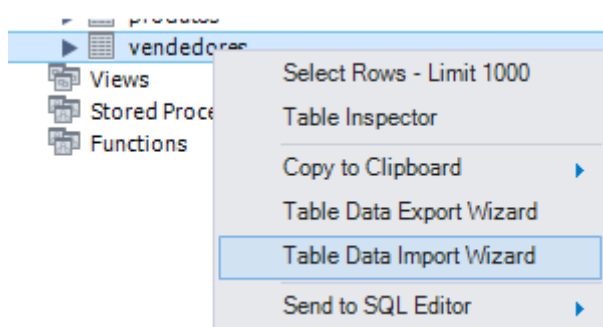 produtos
vendedores
Views
Stored Proce
Functions
Select Rows - Limit 1000
Table Inspector
Copy to Clipboard
Table Data Export Wizard
Table Data Import Wizard
Send to SQL Editor